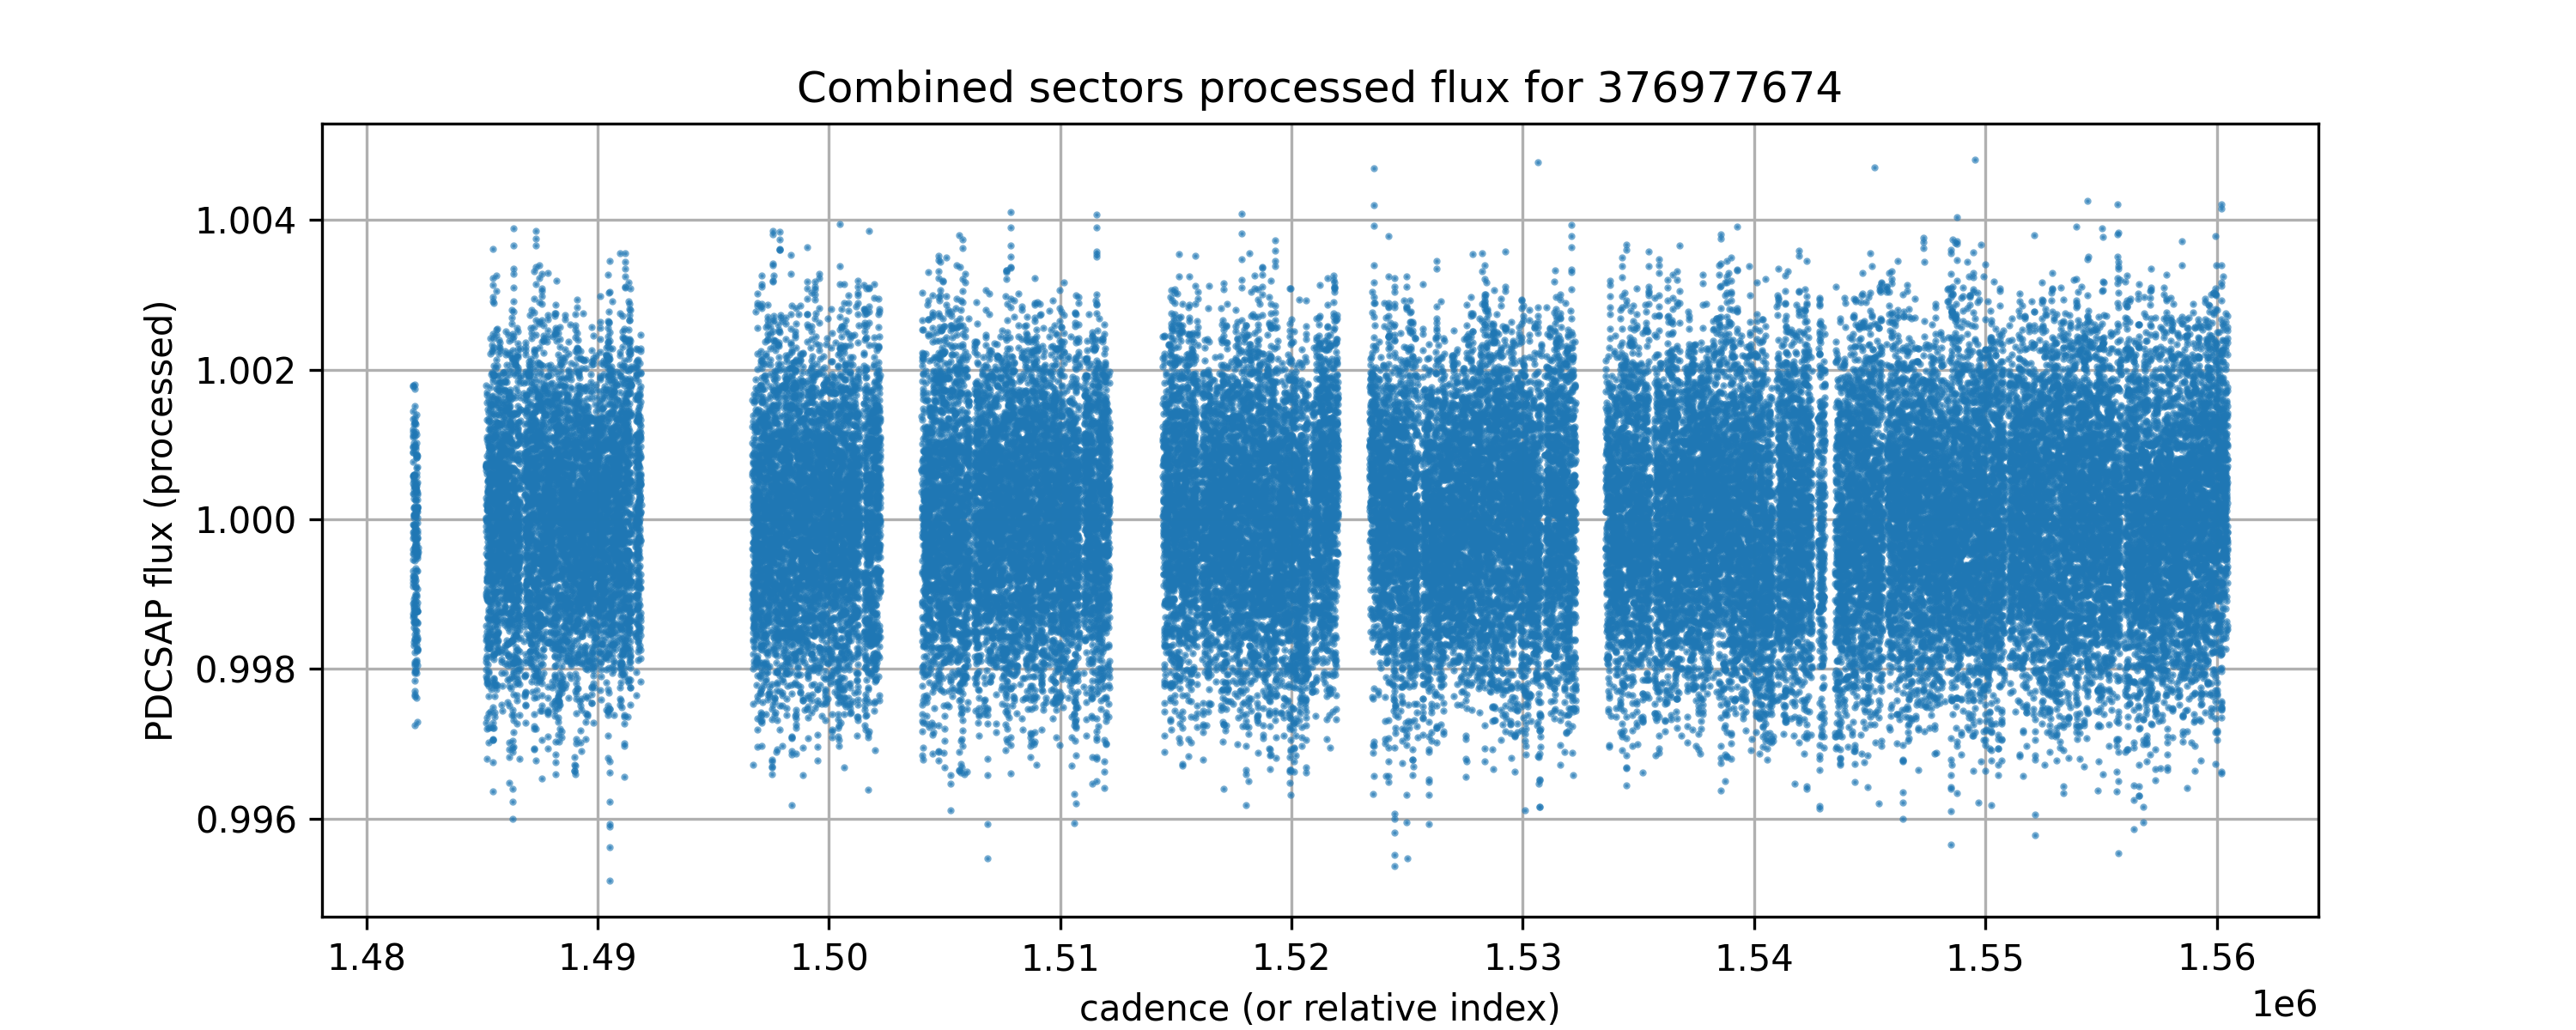 Combined sectors processed flux for 376977674
PDCSAP flux (processed)
1.004
1.002
1.000
0.998
0.996
1.48 1.49 1.50 1.51 1.52 1.53 1.54 1.55 1.56
1e6
cadence (or relative index)